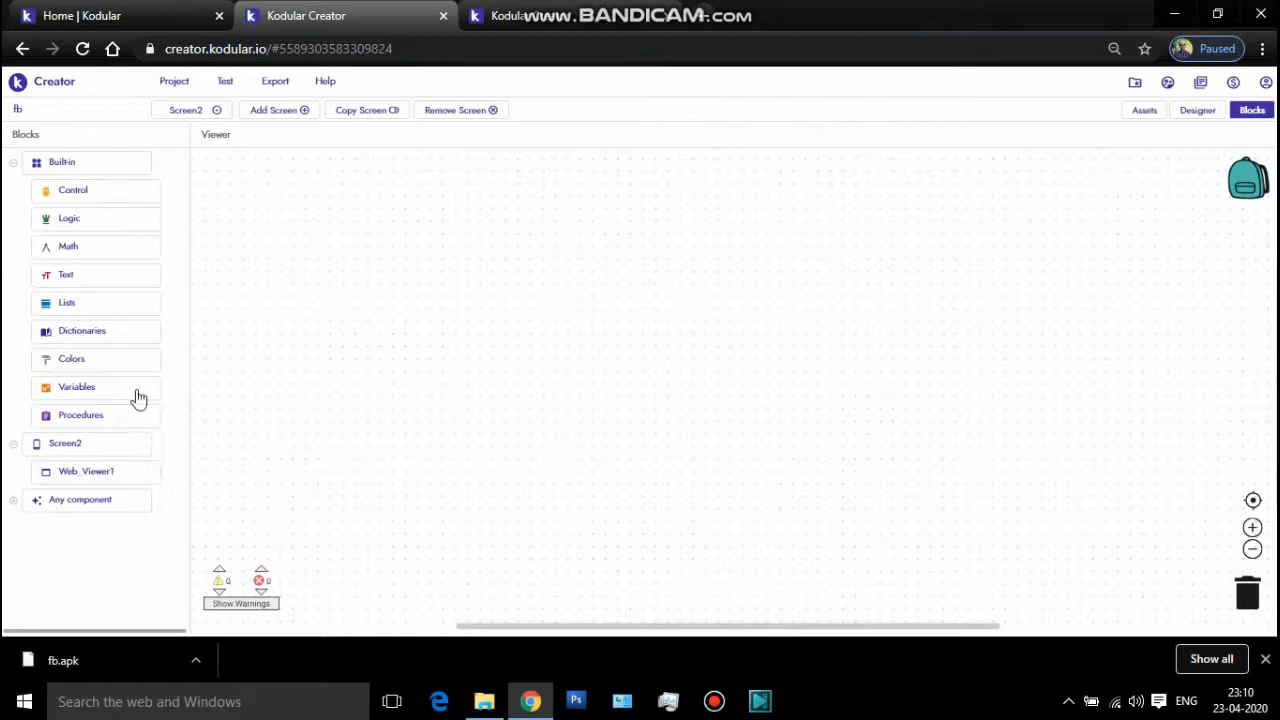 Home | Kodular
Kodular Creator
Kodul
www.BANDICAM.com
creator.kodular.io/#5589303583309824
Paused
Creator
Project
Test
Export
Help
fb
Screen2
Add Screen
Copy Screen
Remove Screen
Assets
Designer
Blocks
Blocks
Viewer
Built-in
Control
Logic
Math
Text
Lists
Dictionaries
Colors
Variables
Procedures
Screen2
Web_Viewer1
Any component
0
0
Show Warnings
fb.apk
Show all
Search the web and Windows
ENG
23:10
23-04-2020